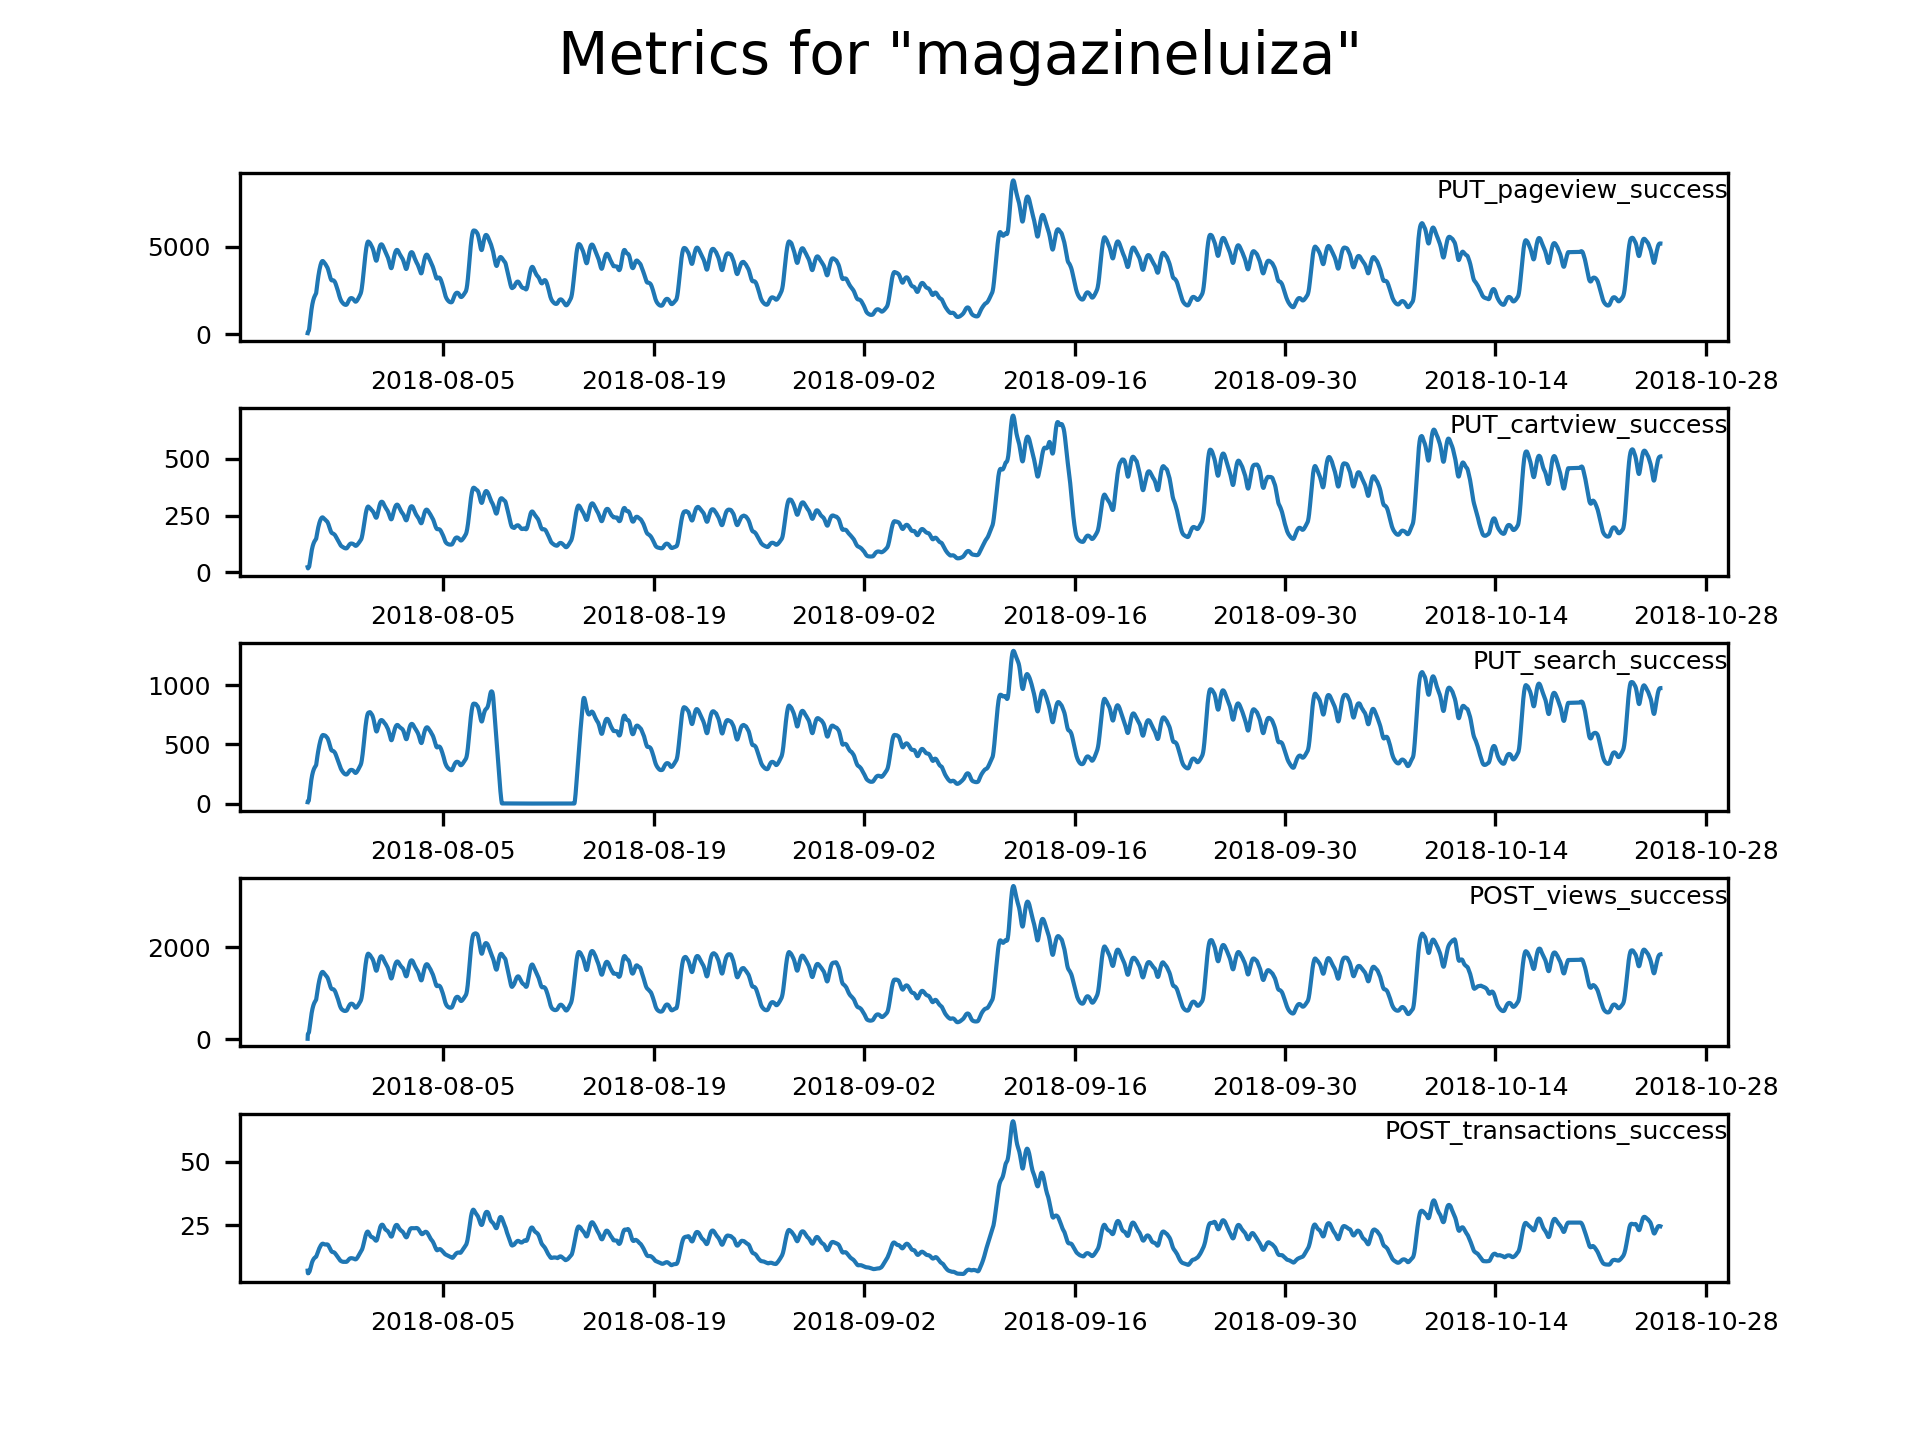 Metrics for "magazineluiza"
PUT_pageview_success
5000
0
2018-08-05 2018-08-19 2018-09-02 2018-09-16 2018-09-30 2018-10-14 2018-10-28
PUT_cartview_success
500
250
0
2018-08-05 2018-08-19 2018-09-02 2018-09-16 2018-09-30 2018-10-14 2018-10-28
PUT_search_success
1000
500
0
2018-08-05 2018-08-19 2018-09-02 2018-09-16 2018-09-30 2018-10-14 2018-10-28
POST_views_success
2000
0
2018-08-05 2018-08-19 2018-09-02 2018-09-16 2018-09-30 2018-10-14 2018-10-28
POST_transactions_success
50
25
2018-08-05 2018-08-19 2018-09-02 2018-09-16 2018-09-30 2018-10-14 2018-10-28